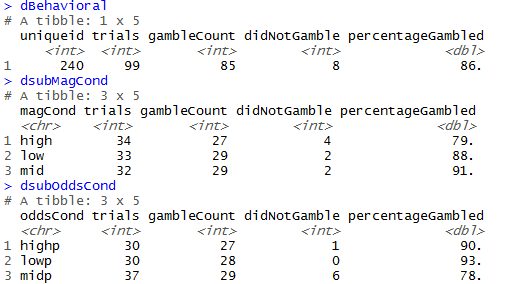 > dBehavioral
# A tibble: 1 x 5
uniqueid trials gambleCount didNotGamble percentageGambled
<int> <int> <int> <int> <dbl>
1 240 99 85 8 86.
> dsubMagCond
# A tibble: 3 x 5
magCond trials gambleCount didNotGamble percentageGambled
<chr> <int> <int> <int> <dbl>
1 high 34 27 4 79.
2 low 33 29 2 88.
3 mid 32 29 2 91.
> dsubOddsCond
# A tibble: 3 x 5
oddsCond trials gambleCount didNotGamble percentageGambled
<chr> <int> <int> <int> <dbl>
1 highp 30 27 1 90.
2 lowp 30 28 0 93.
3 midp 37 29 6 78.